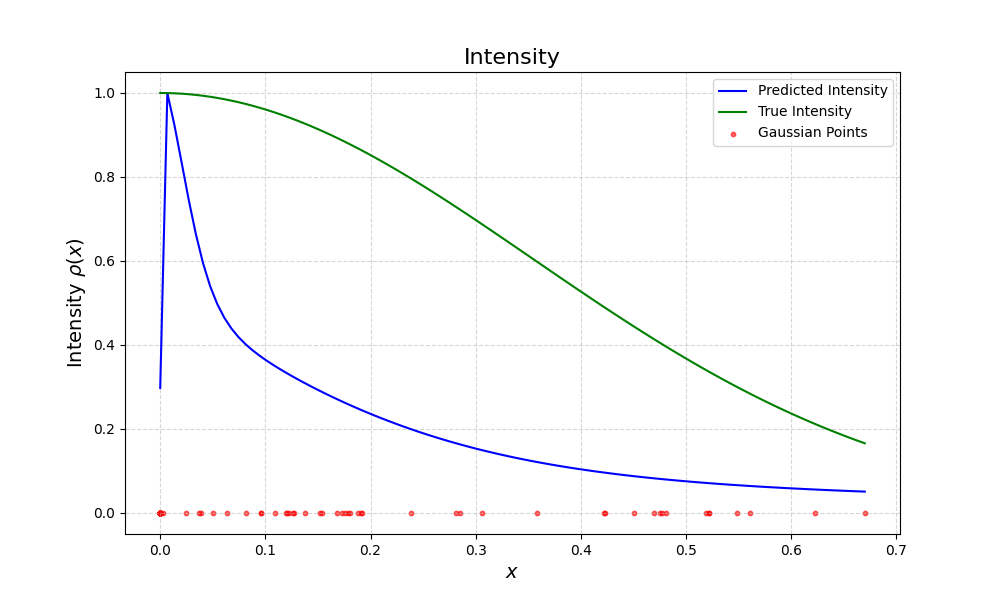 Intensity
Predicted Intensity
True Intensity
Gaussian Points
1.0
0.8
0.6
0.4
0.2
0.0
Intensity ρ(x)
0.0 0.1 0.2 0.3 0.4 0.5 0.6 0.7
x